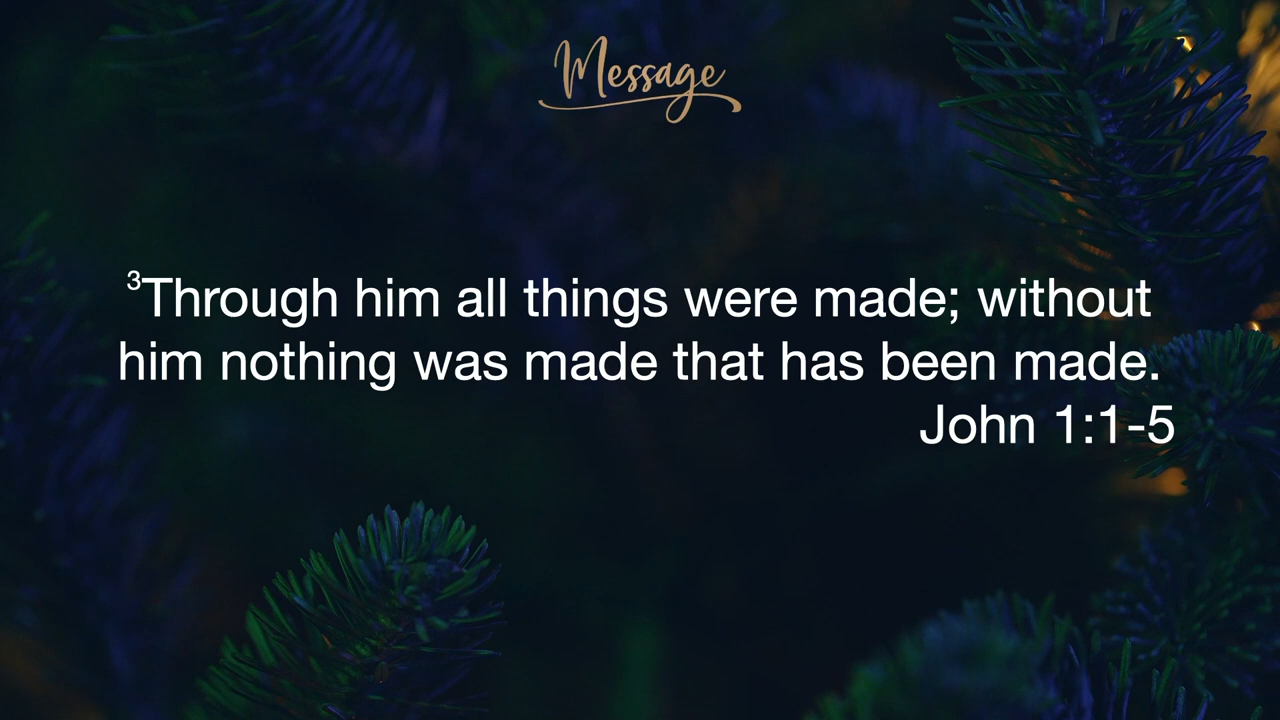 Message
³Through him all things were made; without
him nothing was made that has been made.
John 1:1-5